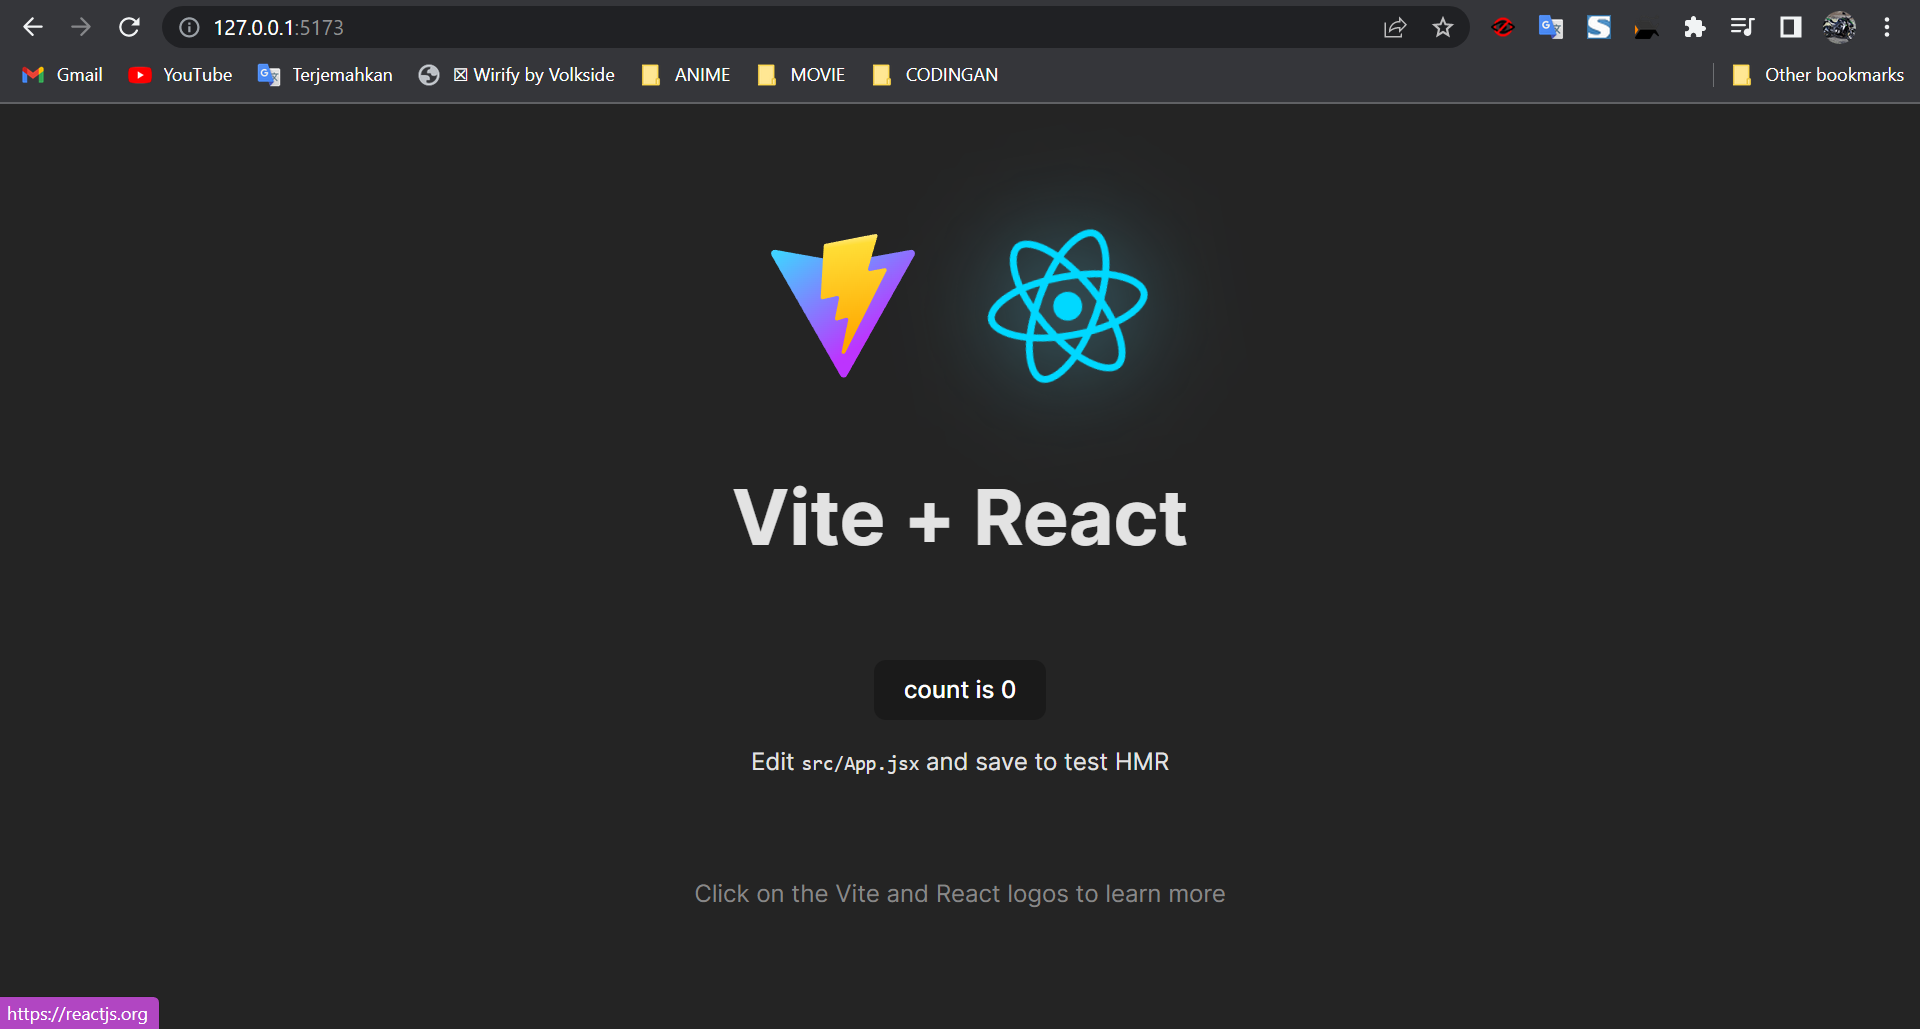 127.0.0.1:5173
Gmail YouTube Terjemahkan ☒ Wirify by Volkside ANIME MOVIE CODINGAN Other bookmarks
Vite + React
count is 0
Edit src/App.jsx and save to test HMR
Click on the Vite and React logos to learn more
https://reactjs.org